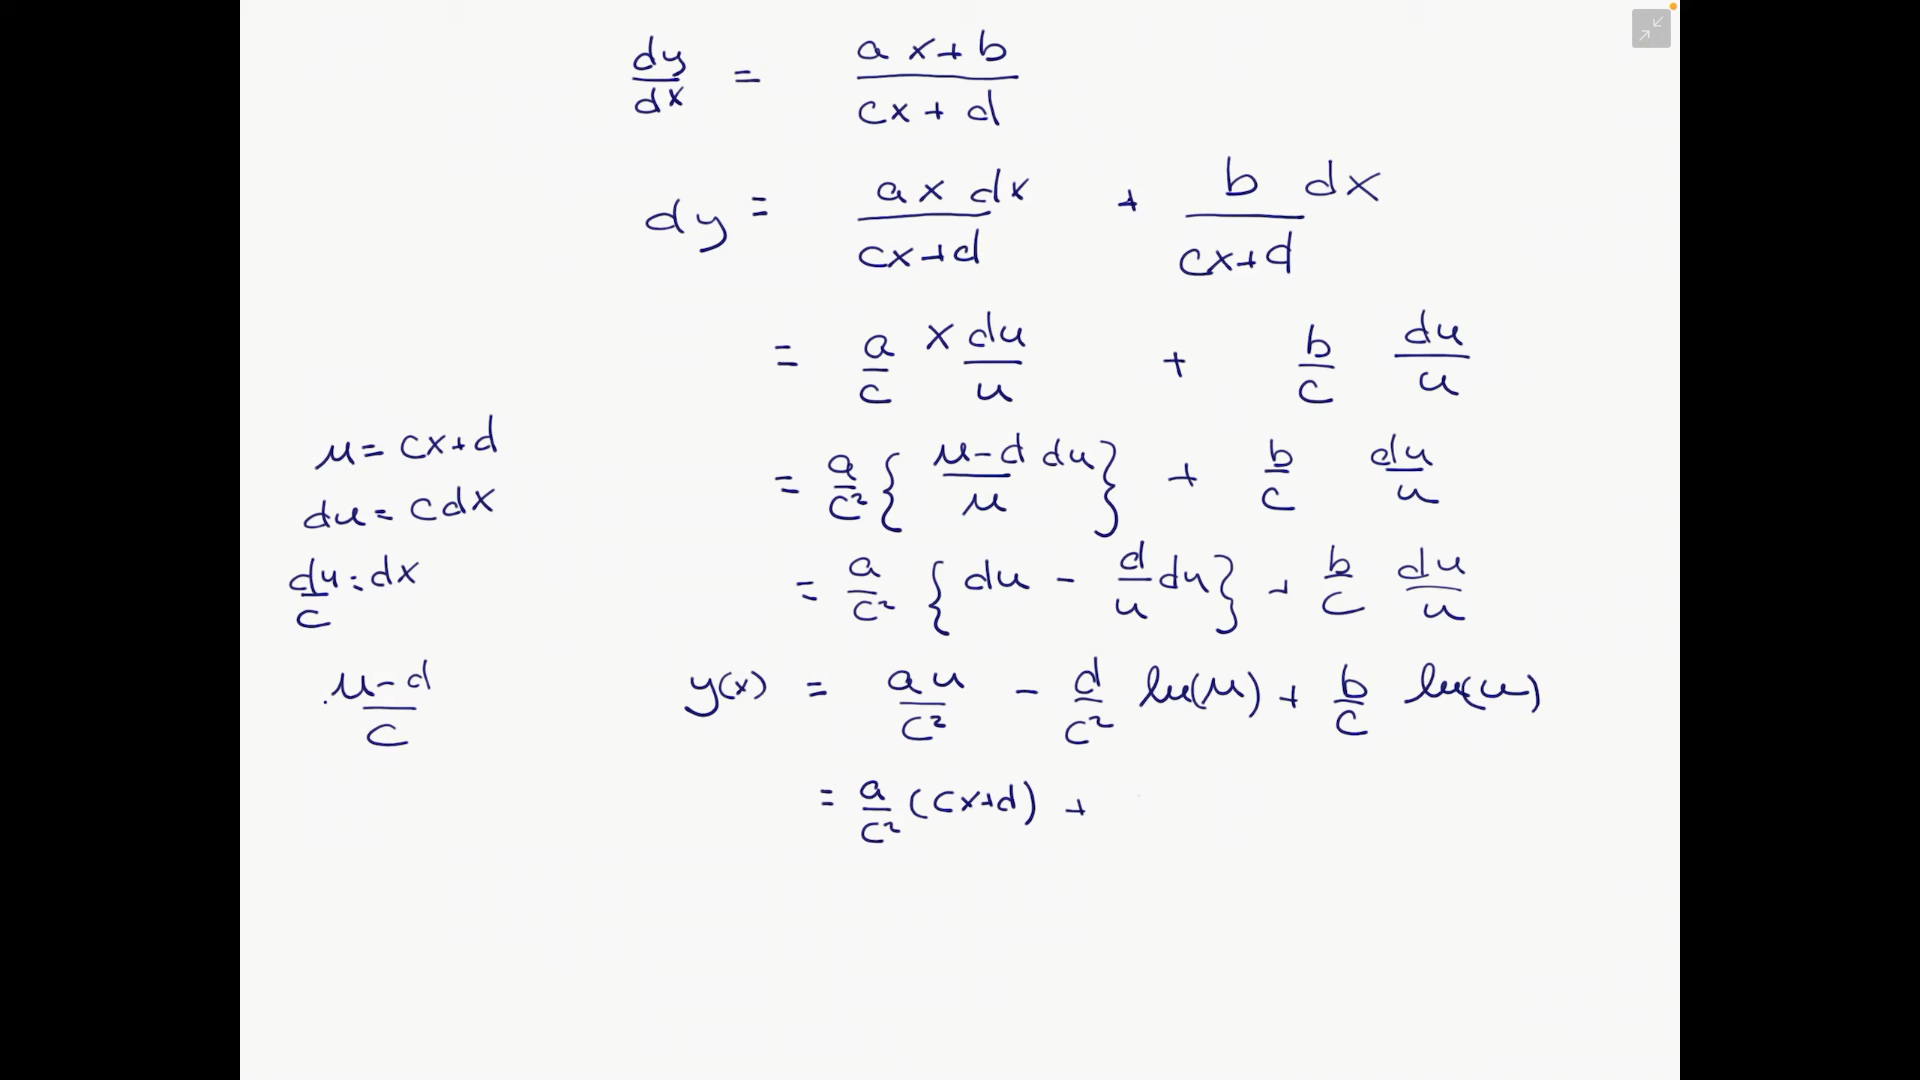 dy/dx = (ax+b)/(cx+d)
dy = (ax dx)/(cx+d) + (b dx)/(cx+d)
= a/c x du/u + b/c du/u
u = cx+d
= a/c² { (u-d)/u du } + b/c du/u
du = cdx
= a/c² { du - d/u du } + b/c du/u
du/c = dx
(u-d)/c
y(x) = au/c² - d/c² ln(u) + b/c ln(u)
= a/c² (cx+d) +